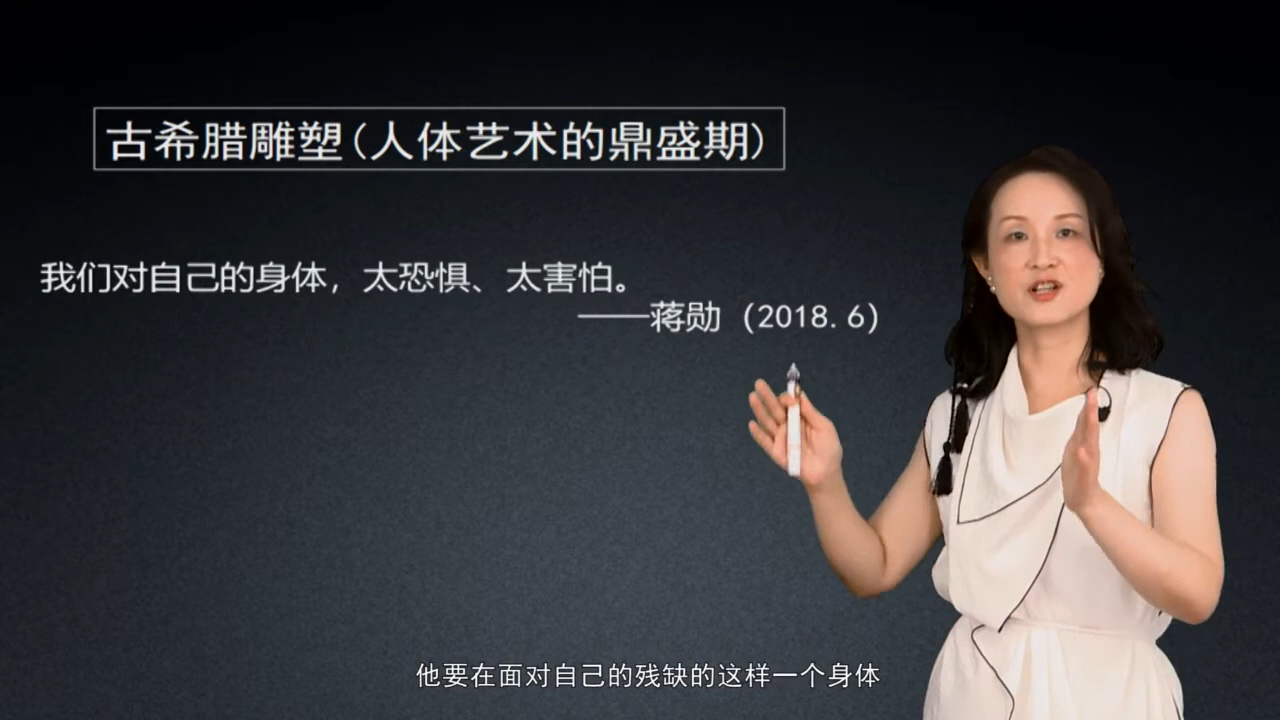 古希腊雕塑(人体艺术的鼎盛期)
我们对自己的身体，太恐惧、太害怕。
——蒋勋（2018.6）
他要在面对自己的残缺的这样一个身体